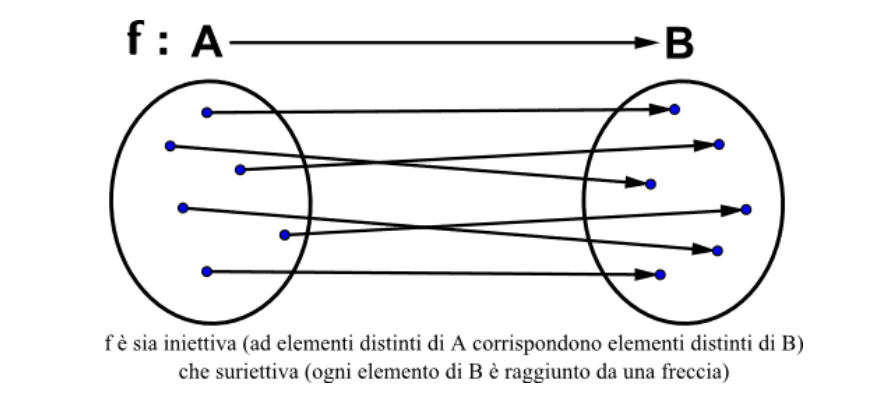 f : A B
f è sia iniettiva (ad elementi distinti di A corrispondono elementi distinti di B)
che suriettiva (ogni elemento di B è raggiunto da una freccia)